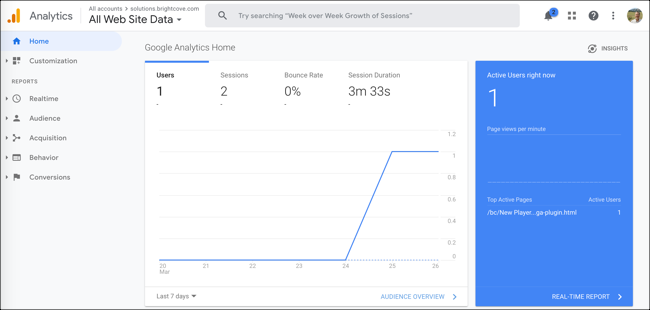 Analytics
All accounts > solutions.brightcove.com
All Web Site Data
Try searching “Week over Week Growth of Sessions”
2
Home
Customization
REPORTS
Realtime
Audience
Acquisition
Behavior
Conversions
Google Analytics Home
INSIGHTS
Users
1
-
Sessions
2
-
Bounce Rate
0%
-
Session Duration
3m 33s
-
1.2
1
0.8
0.6
0.4
0.2
0
20 21 22 23 24 25 26
Mar
Last 7 days
AUDIENCE OVERVIEW
Active Users right now
1
Page views per minute
Top Active Pages Active Users
/bc/New Player...ga-plugin.html 1
REAL-TIME REPORT